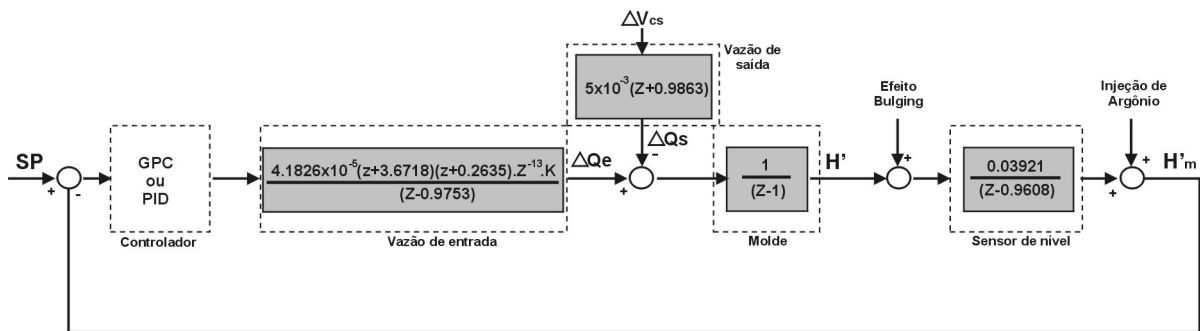 △Vcs
Vazão de
saída
5x10⁻³(Z+0.9863)
Efeito
Bulging
Injeção de
Argônio
SP
+
-
GPC
ou
PID
Controlador
4.1826x10⁻⁵(z+3.6718)(z+0.2635).Z⁻¹³.K
(Z-0.9753)
Vazão de entrada
△Qe
△Qs
-
+
1
(Z-1)
Molde
H'
+
+
0.03921
(Z-0.9608)
Sensor de nível
+
+
H'm